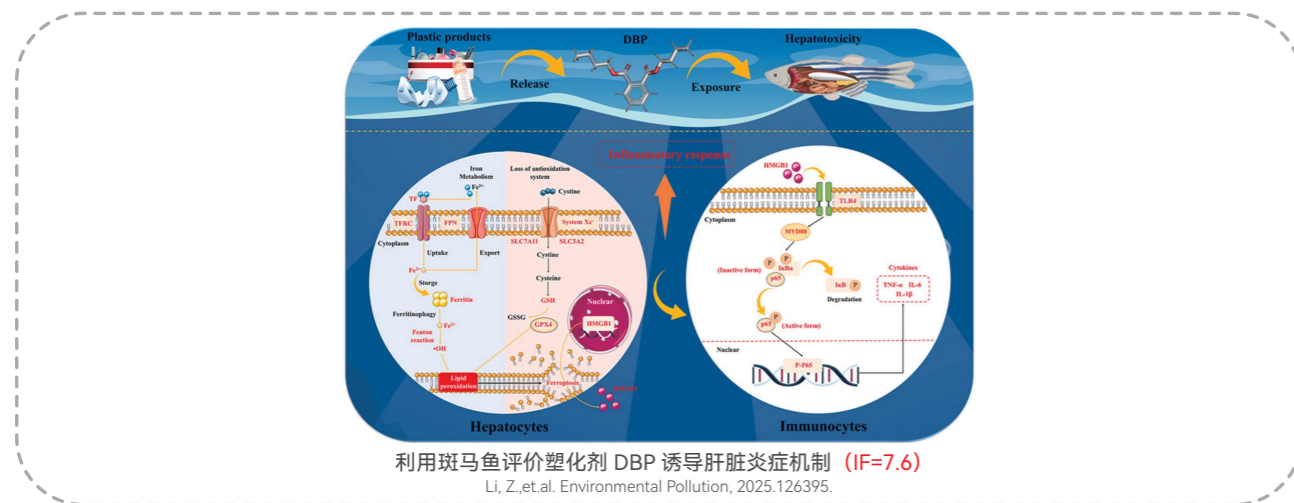 Plastic products
DBP
Hepatotoxicity
Release
Exposure
Inflammatory response
Iron
Metabolism
Fe²⁺
TF
TFRC
FPN
Cytoplasm
Uptake
Export
Fe²⁺
Storge
Ferritin
Ferritinophagy
Fe²⁺
Fenton
reaction
•OH
Lipid
peroxidation
Loss of antioxidation
system
Cystine
System Xc⁻
SLC7A11
SLC3A2
Cystine
Cysteine
GSH
GSSG
GPX4
Nuclear
HMGB1
Ferroptosis
HMGB1
Hepatocytes
HMGB1
TLR4
Cytoplasm
MYD88
P
P
(Inactive form)
IκBα
p65
IκB
P
Degradation
Cytokines
TNF-α IL-6
IL-1β
P
p65
(Active form)
Nuclear
P-P65
Immunocytes
利用斑马鱼评价塑化剂 DBP 诱导肝脏炎症机制（IF=7.6）
Li, Z.,et.al. Environmental Pollution, 2025.126395.